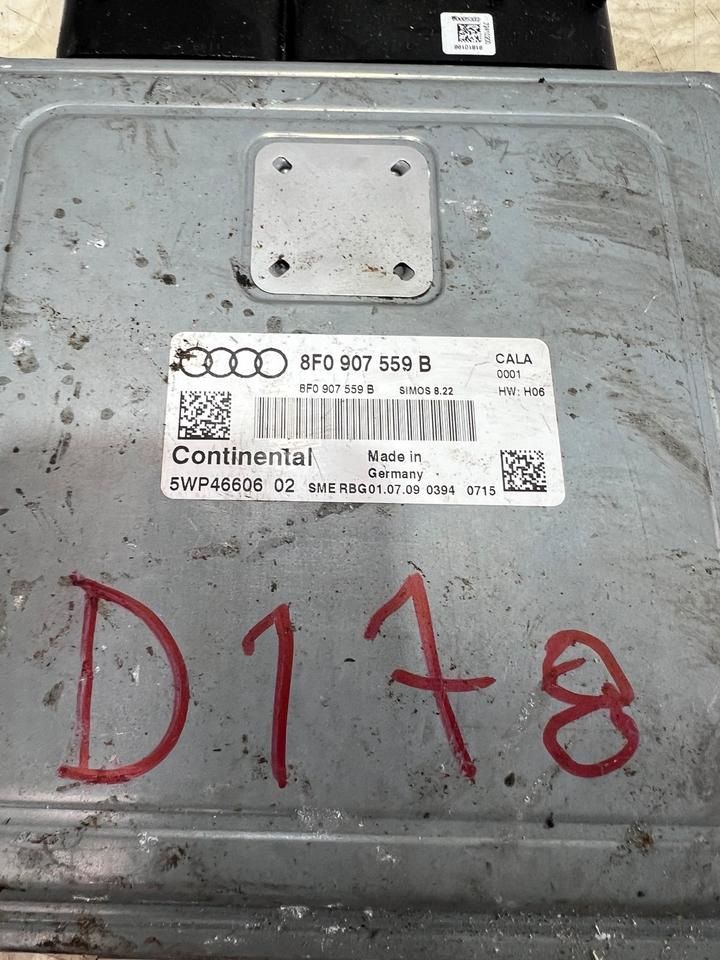 8F0 907 559 B
CALA
0001
8F0 907 559 B SIMOS 8.22 HW: H06
Continental
Made in
Germany
5WP46606 02 SME RBG01.07.09 0394 0715
D178